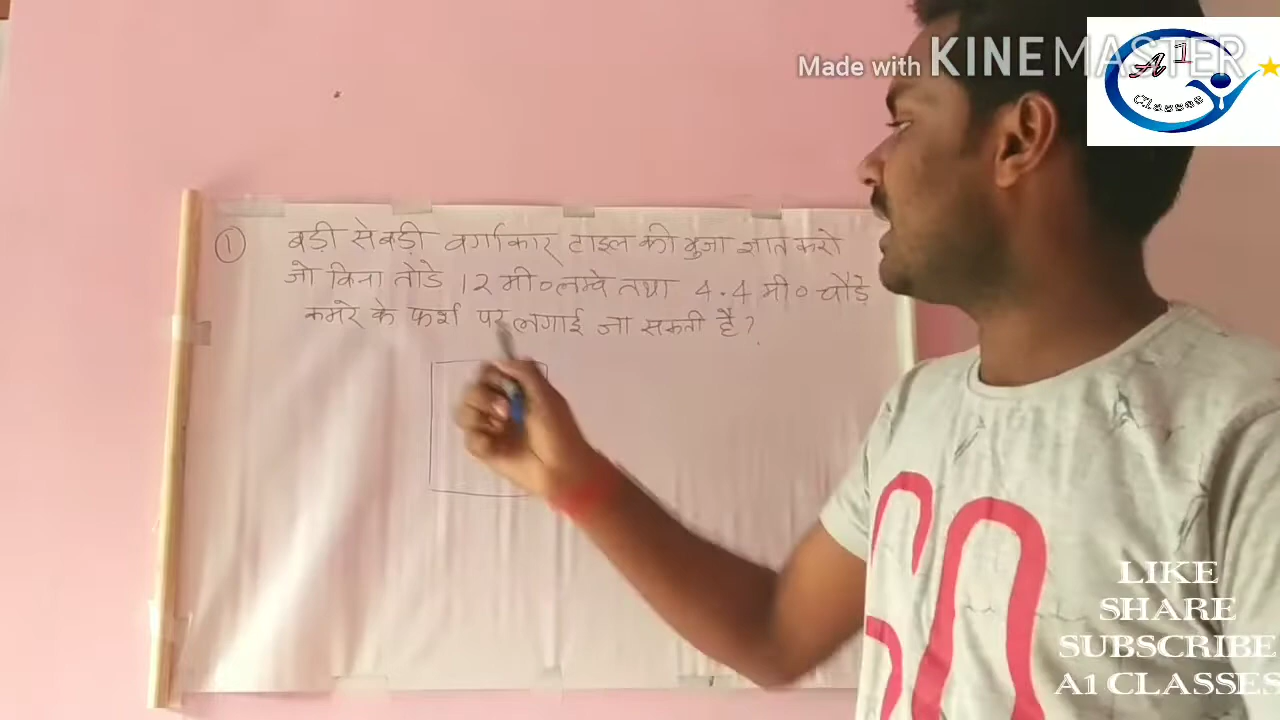 Made with KINEMASTER
A1
Classes
① बड़ी से बड़ी वर्गाकार टाइल की भुजा ज्ञात करो
जो बिना तोडे 12 मी० लम्बे तथा 4.4 मी० चौड़े
कमरे के फर्श पर लगाई जा सकती है?
LIKE
SHARE
SUBSCRIBE
A1 CLASSES